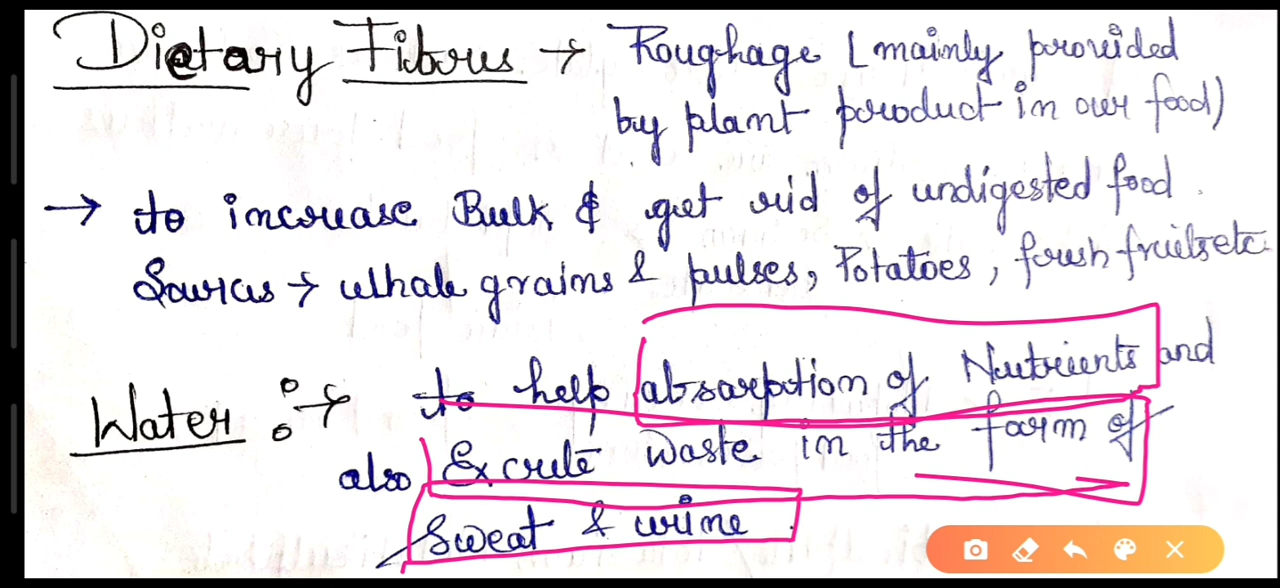 Dietary Fibres → Roughage (mainly provided
by plant product in our food)
→ to increase Bulk & get rid of undigested food.
Sources → whole grains & pulses, Potatoes, fresh fruits etc.
Water :→ to help absorption of Nutrients and
also Excrete waste in the form of
Sweat & urine.